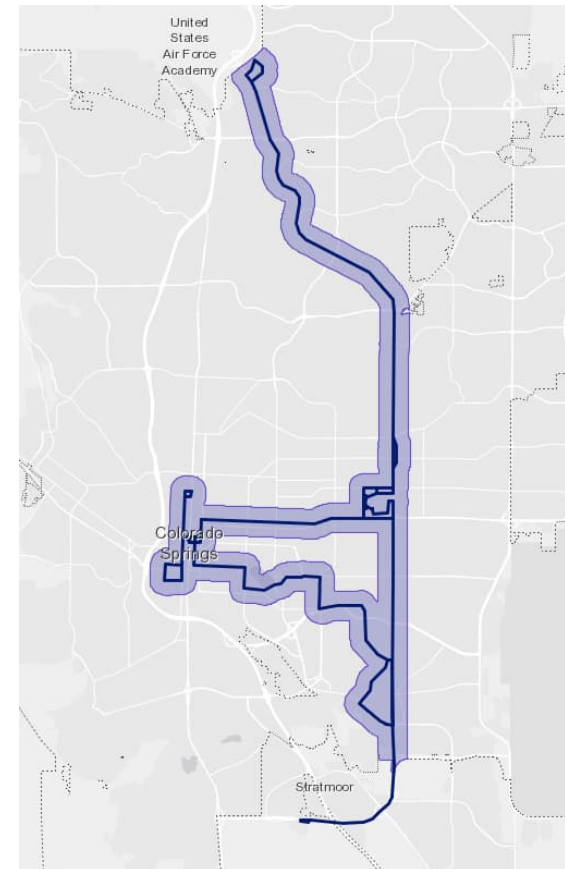 United
States
Air Force
Academy
Colorado
Springs
Stratmoor